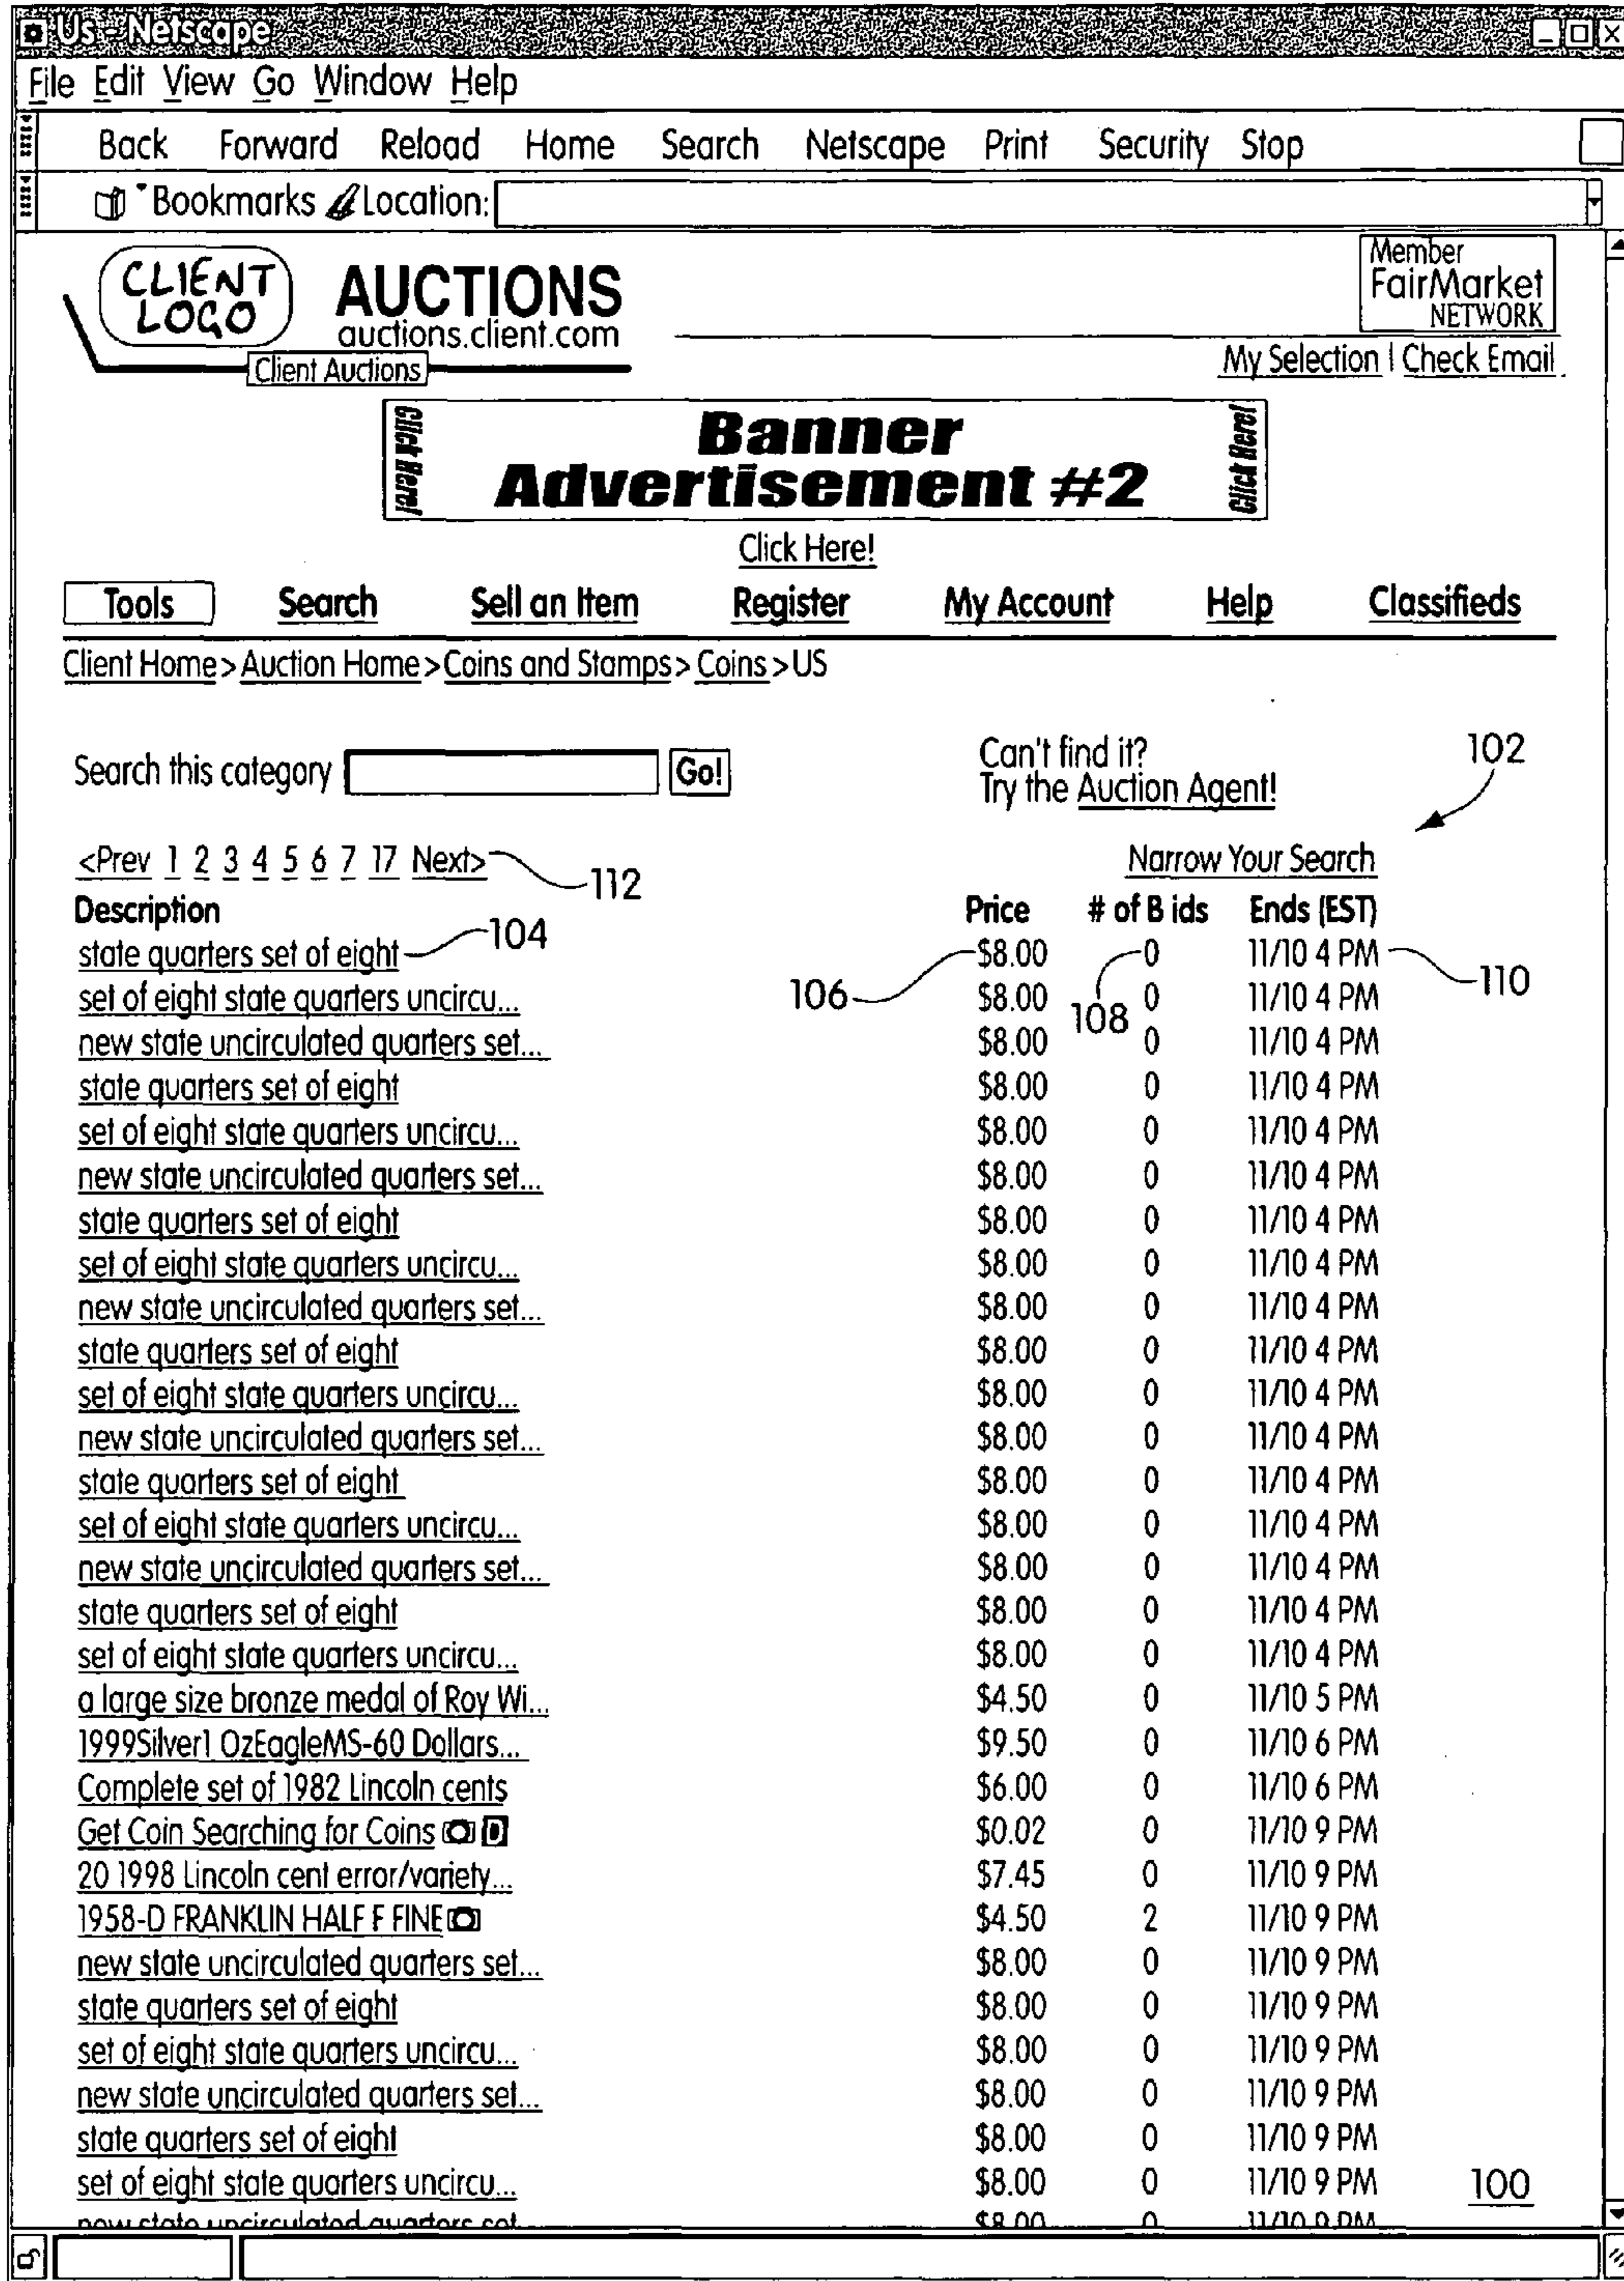 Us - Netscape
File Edit View Go Window Help
Back Forward Reload Home Search Netscape Print Security Stop
Bookmarks Location:
CLIENT LOGO
AUCTIONS
auctions.client.com
Client Auctions
Member
FairMarket
NETWORK
My Selection | Check Email
Click Here!
Banner
Advertisement #2
Click Here!
Click Here!
Tools Search Sell an Item Register My Account Help Classifieds
Client Home>Auction Home>Coins and Stamps>Coins>US
Search this category Go!
Can't find it?
Try the Auction Agent!
102
<Prev 1 2 3 4 5 6 7 17 Next> 112 Narrow Your Search
Description Price # of B ids Ends (EST)
state quarters set of eight 104 106 $8.00 108 0 11/10 4 PM 110
set of eight state quarters uncircu... $8.00 0 11/10 4 PM
new state uncirculated quarters set... $8.00 0 11/10 4 PM
state quarters set of eight $8.00 0 11/10 4 PM
set of eight state quarters uncircu... $8.00 0 11/10 4 PM
new state uncirculated quarters set... $8.00 0 11/10 4 PM
state quarters set of eight $8.00 0 11/10 4 PM
set of eight state quarters uncircu... $8.00 0 11/10 4 PM
new state uncirculated quarters set... $8.00 0 11/10 4 PM
state quarters set of eight $8.00 0 11/10 4 PM
set of eight state quarters uncircu... $8.00 0 11/10 4 PM
new state uncirculated quarters set... $8.00 0 11/10 4 PM
state quarters set of eight $8.00 0 11/10 4 PM
set of eight state quarters uncircu... $8.00 0 11/10 4 PM
new state uncirculated quarters set... $8.00 0 11/10 4 PM
state quarters set of eight $8.00 0 11/10 4 PM
set of eight state quarters uncircu... $8.00 0 11/10 4 PM
a large size bronze medal of Roy Wi... $4.50 0 11/10 5 PM
1999Silver1 OzEagleMS-60 Dollars... $9.50 0 11/10 6 PM
Complete set of 1982 Lincoln cents $6.00 0 11/10 6 PM
Get Coin Searching for Coins D $0.02 0 11/10 9 PM
20 1998 Lincoln cent error/variety... $7.45 0 11/10 9 PM
1958-D FRANKLIN HALF F FINE $4.50 2 11/10 9 PM
new state uncirculated quarters set... $8.00 0 11/10 9 PM
state quarters set of eight $8.00 0 11/10 9 PM
set of eight state quarters uncircu... $8.00 0 11/10 9 PM
new state uncirculated quarters set... $8.00 0 11/10 9 PM
state quarters set of eight $8.00 0 11/10 9 PM
set of eight state quarters uncircu... $8.00 0 11/10 9 PM 100
new state uncirculated quarters set... $8.00 0 11/10 9 PM